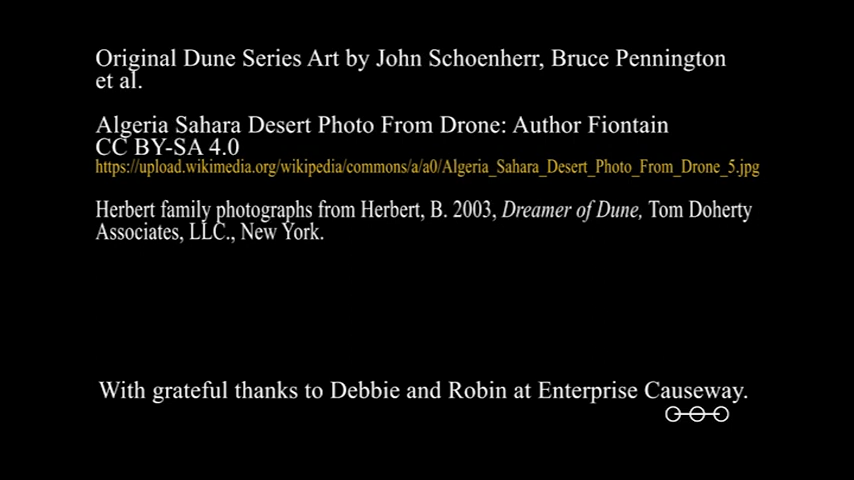 Original Dune Series Art by John Schoenherr, Bruce Pennington
et al.
Algeria Sahara Desert Photo From Drone: Author Fiontain
CC BY-SA 4.0
https://upload.wikimedia.org/wikipedia/commons/a/a0/Algeria_Sahara_Desert_Photo_From_Drone_5.jpg
Herbert family photographs from Herbert, B. 2003, Dreamer of Dune, Tom Doherty
Associates, LLC., New York.
With grateful thanks to Debbie and Robin at Enterprise Causeway.